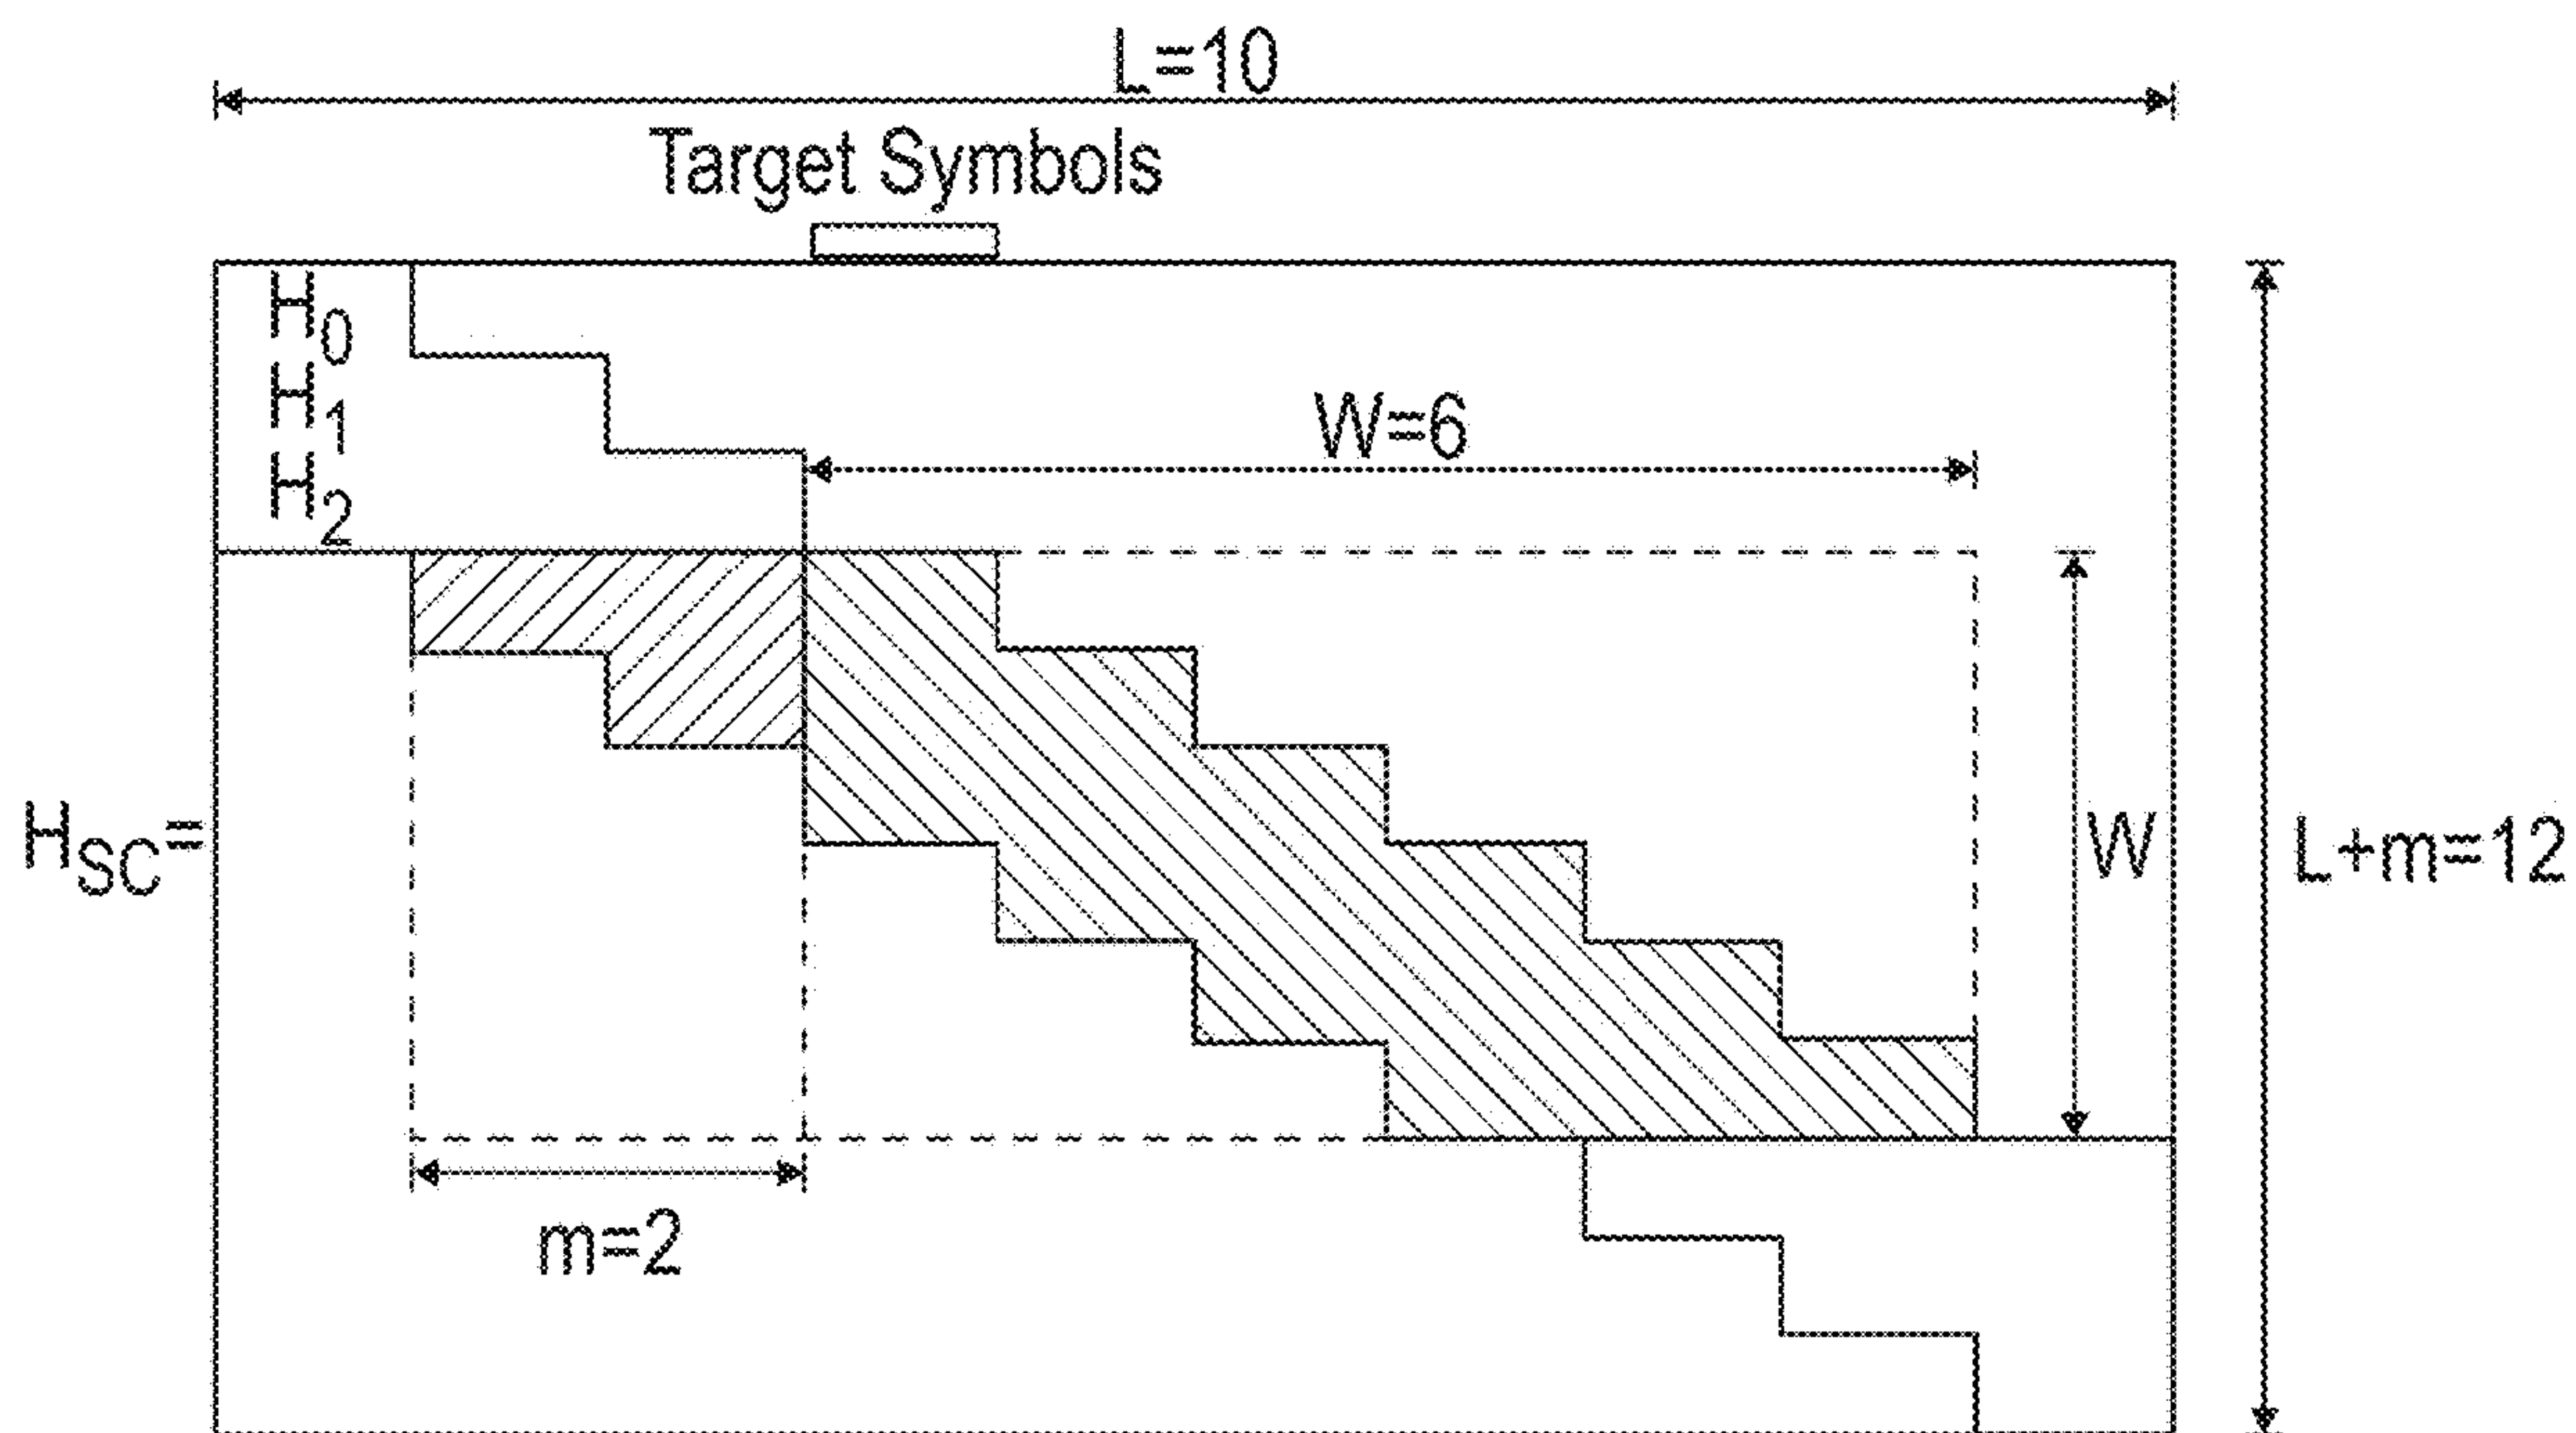 L=10
Target Symbols
H0
H1
H2
W=6
HSC=
W
L+m=12
m=2